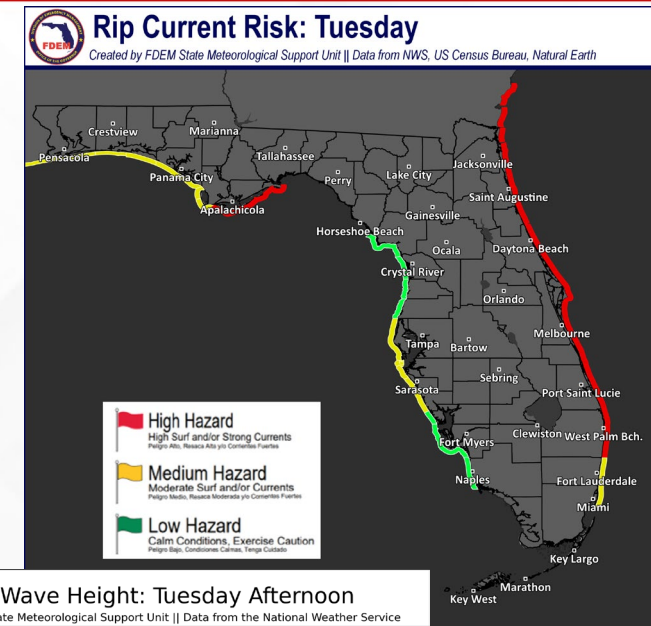 Rip Current Risk: Tuesday
Created by FDEM State Meteorological Support Unit || Data from NWS, US Census Bureau, Natural Earth
FDEM
Crestview
Marianna
Pensacola
Tallahassee
Jacksonville
Panama City
Perry
Lake City
Apalachicola
Saint Augustine
Gainesville
Horseshoe Beach
Ocala
Daytona Beach
Crystal River
Orlando
Melbourne
Tampa
Bartow
Sebring
Sarasota
Port Saint Lucie
Clewiston
West Palm Bch.
Fort Myers
Naples
Fort Lauderdale
Miami
Key Largo
Marathon
Key West
High Hazard
High Surf and/or Strong Currents
Peligro Alto, Resaca Alta y/o Corrientes Fuertes
Medium Hazard
Moderate Surf and/or Currents
Peligro Medio, Resaca Moderada y/o Corrientes Fuertes
Low Hazard
Calm Conditions, Exercise Caution
Peligro Bajo, Condiciones Calmas, Tenga Cuidado
Wave Height: Tuesday Afternoon
ate Meteorological Support Unit || Data from the National Weather Service